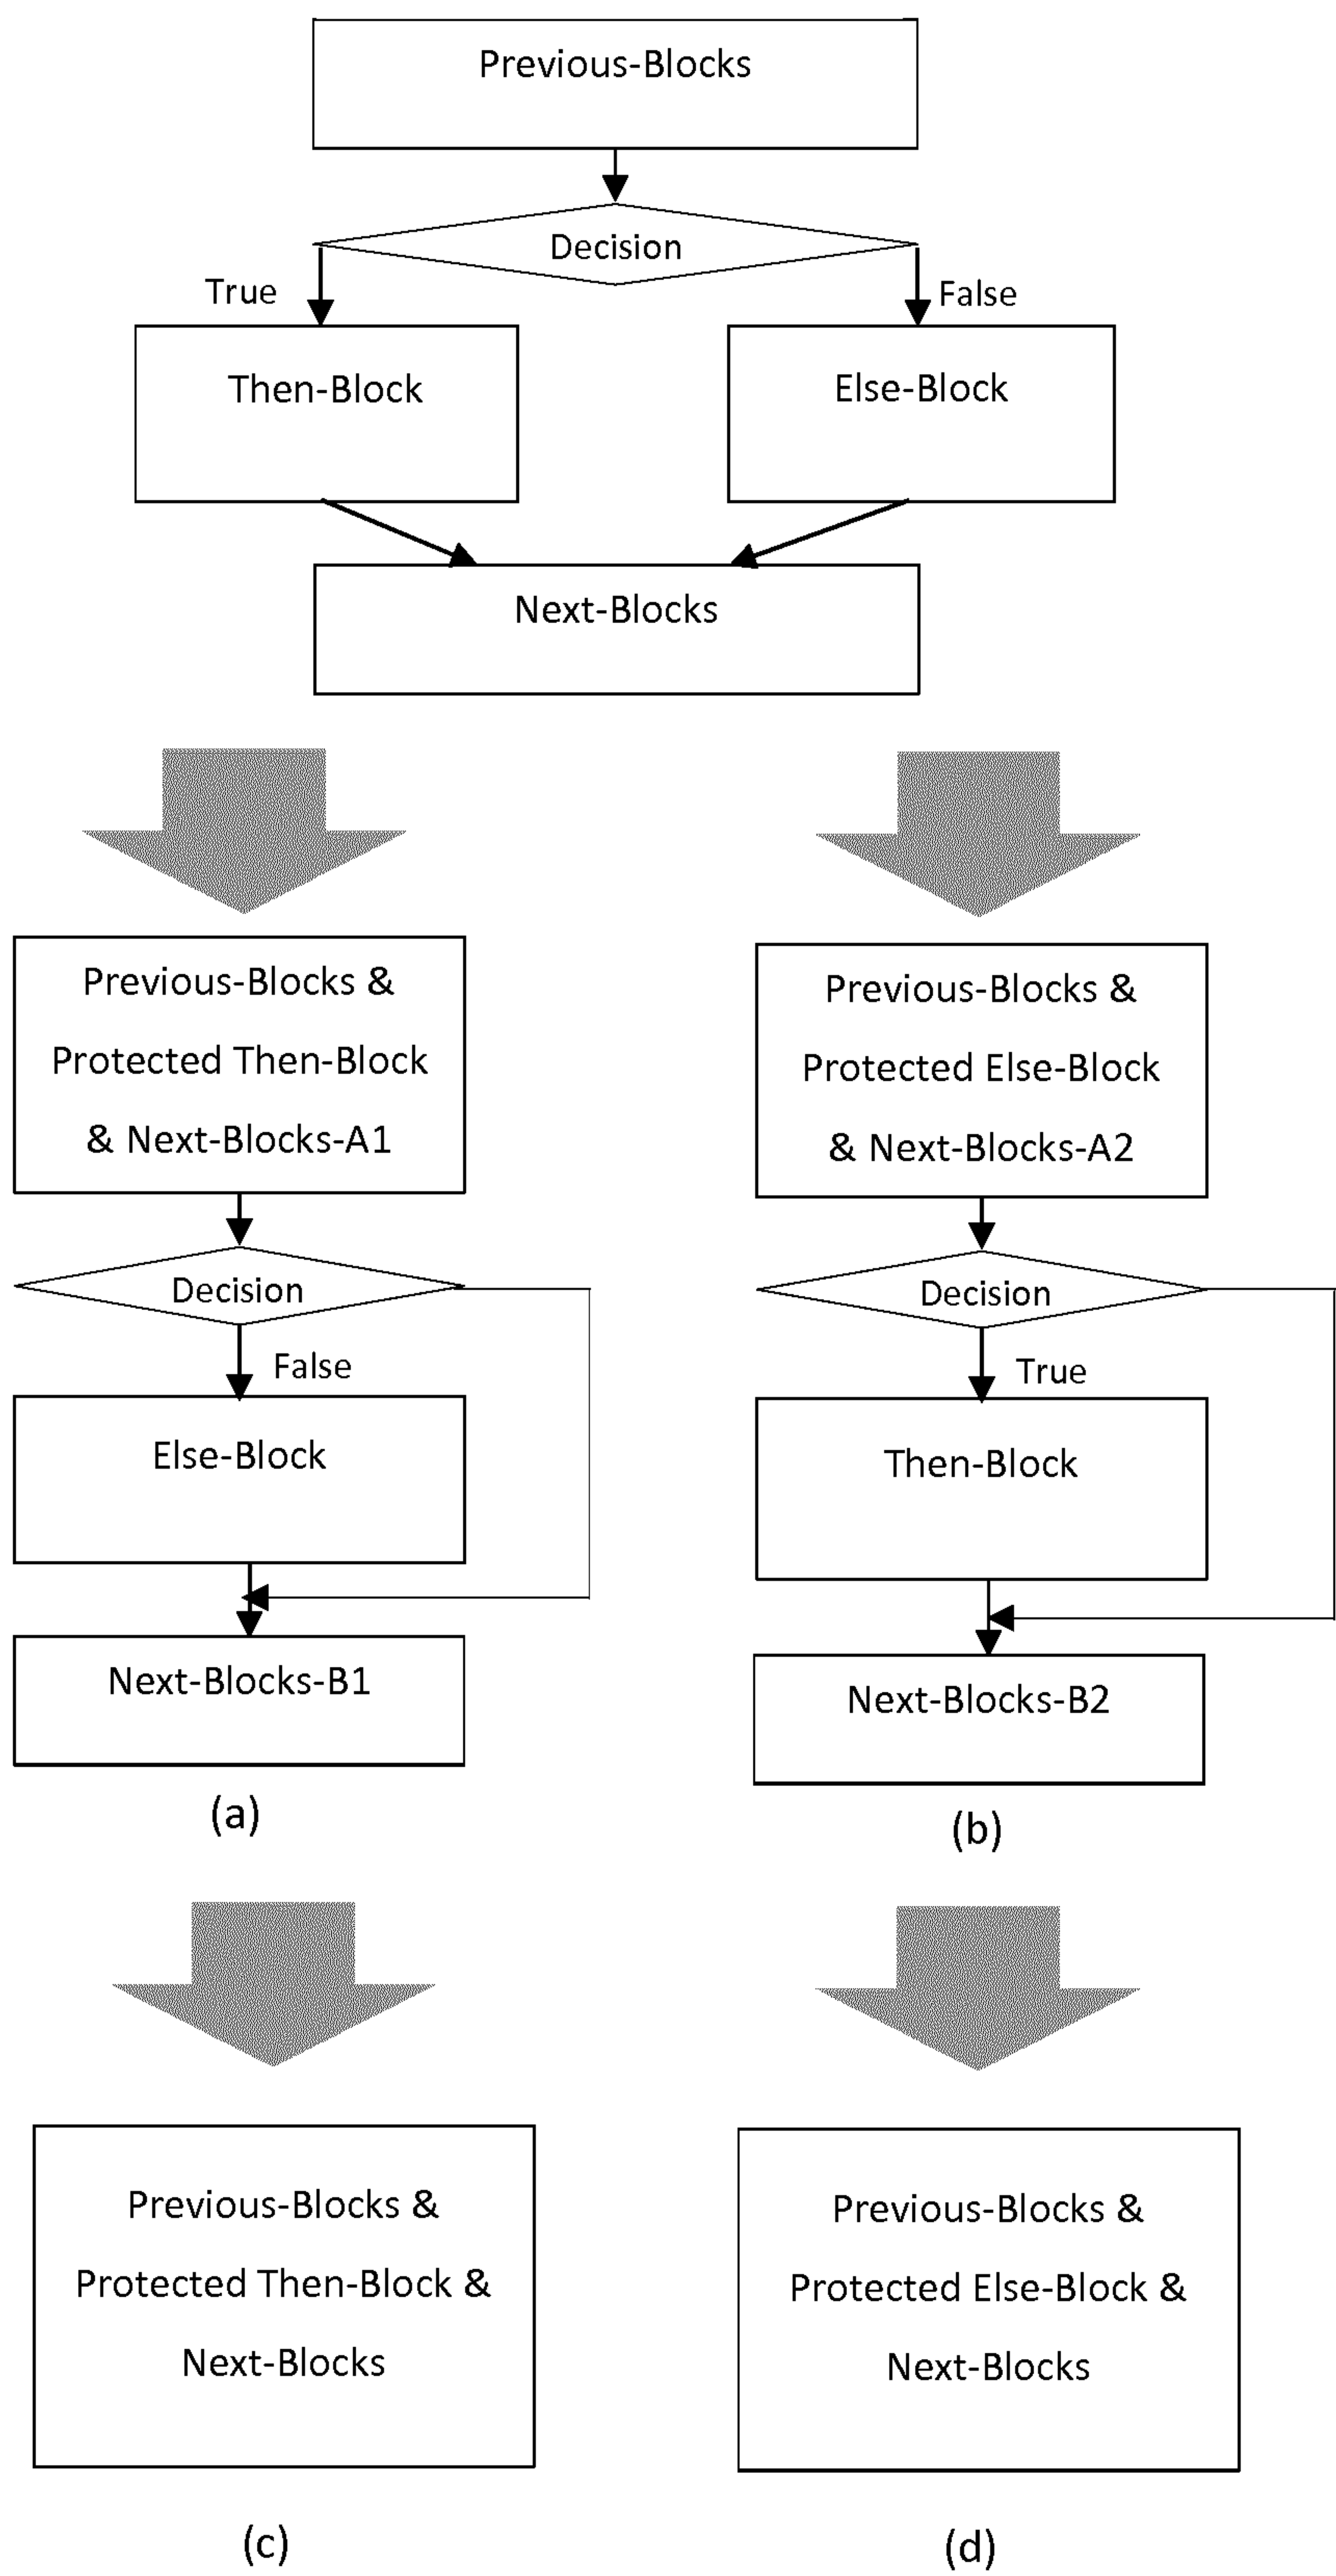 Previous-Blocks
Decision
True
False
Then-Block
Else-Block
Next-Blocks
Previous-Blocks &
Protected Then-Block
& Next-Blocks-A1
Decision
False
Else-Block
Next-Blocks-B1
(a)
Previous-Blocks &
Protected Else-Block
& Next-Blocks-A2
Decision
True
Then-Block
Next-Blocks-B2
(b)
Previous-Blocks &
Protected Then-Block &
Next-Blocks
(c)
Previous-Blocks &
Protected Else-Block &
Next-Blocks
(d)